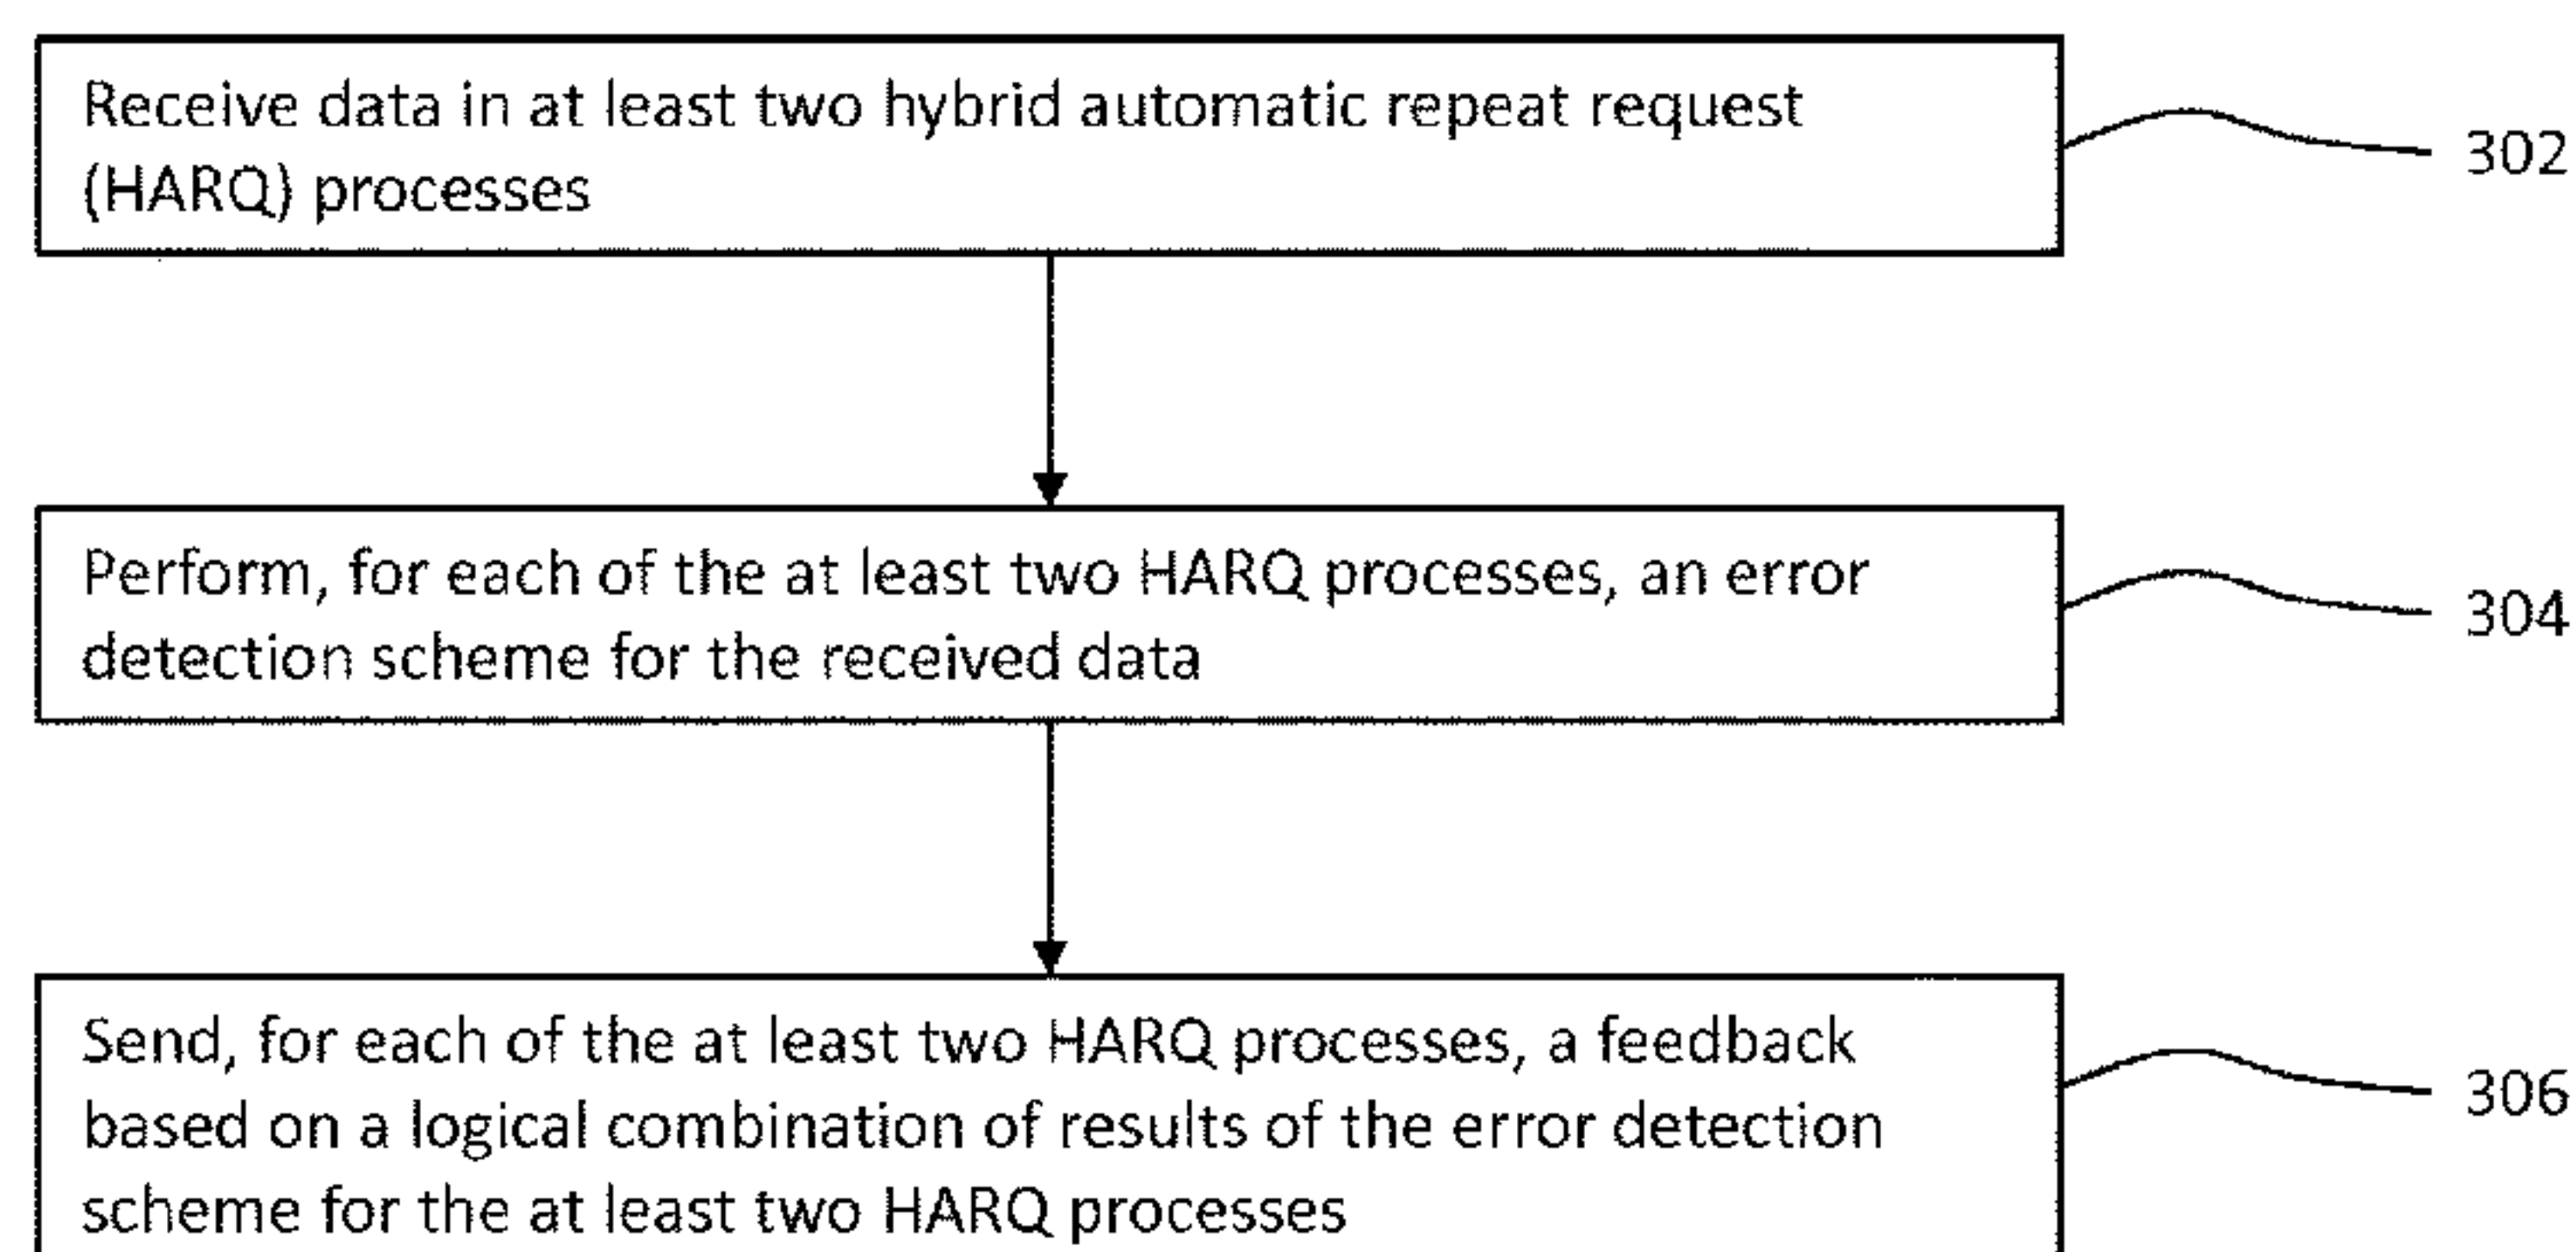 Receive data in at least two hybrid automatic repeat request
(HARQ) processes
302
Perform, for each of the at least two HARQ processes, an error
detection scheme for the received data
304
Send, for each of the at least two HARQ processes, a feedback
based on a logical combination of results of the error detection
scheme for the at least two HARQ processes
306